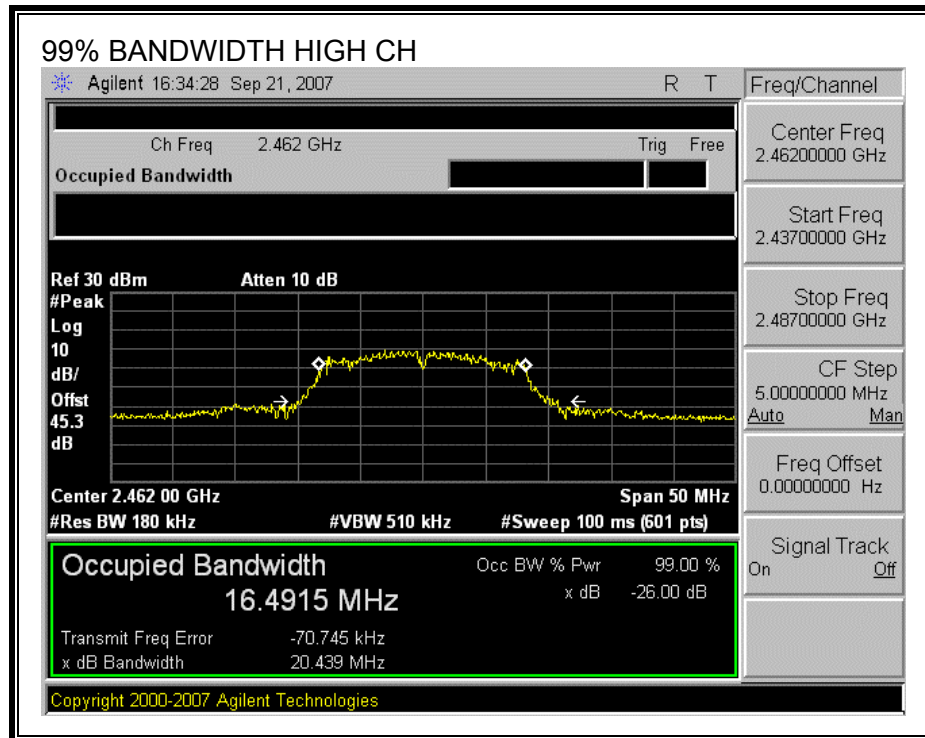 99% BANDWIDTH HIGH CH
Agilent 16:34:28 Sep 21, 2007 R T
Freq/Channel
Ch Freq 2.462 GHz Trig Free
Occupied Bandwidth
Center Freq
2.46200000 GHz
Start Freq
2.43700000 GHz
Stop Freq
2.48700000 GHz
CF Step
5.00000000 MHz
Auto Man
Freq Offset
0.00000000 Hz
Signal Track
On Off
Ref 30 dBm Atten 10 dB
#Peak
Log
10
dB/
Offst
45.3
dB
Center 2.462 00 GHz Span 50 MHz
#Res BW 180 kHz #VBW 510 kHz #Sweep 100 ms (601 pts)
Occupied Bandwidth Occ BW % Pwr 99.00 %
16.4915 MHz x dB -26.00 dB
Transmit Freq Error -70.745 kHz
x dB Bandwidth 20.439 MHz
Copyright 2000-2007 Agilent Technologies